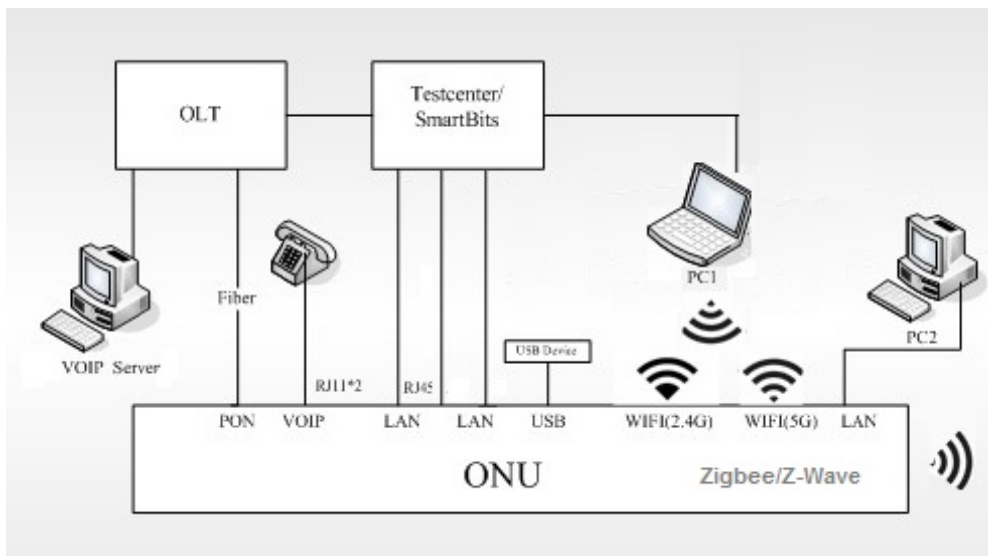 OLT
Testcenter/
SmartBits
PC1
PC2
Fiber
VOIP Server
USB Device
RJ11*2
RJ45
PON VOIP LAN LAN USB WIFI(2.4G) WIFI(5G) LAN
ONU Zigbee/Z-Wave